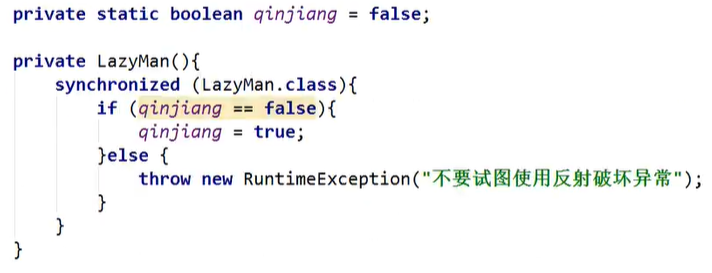 private static boolean qinjiang = false;
private LazyMan(){
synchronized (LazyMan.class){
if (qinjiang == false){
qinjiang = true;
}else {
throw new RuntimeException("不要试图使用反射破坏异常");
}
}
}